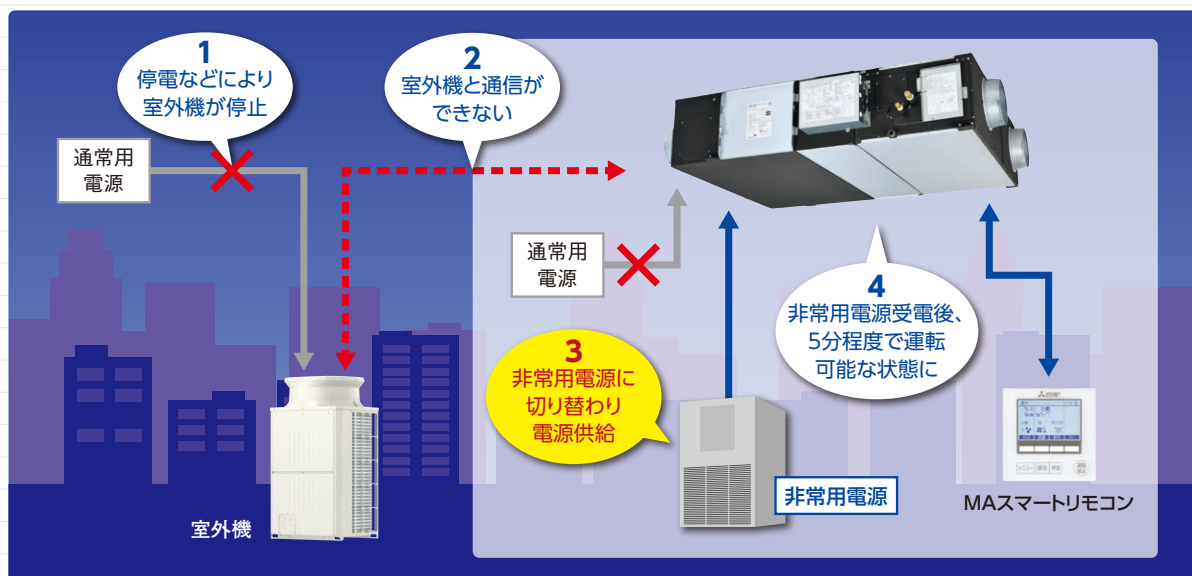 1
停電などにより
室外機が停止
2
室外機と通信が
できない
通常用
電源
通常用
電源
3
非常用電源に
切り替わり
電源供給
4
非常用電源受電後、
5分程度で運転
可能な状態に
室外機
非常用電源
MAスマートリモコン